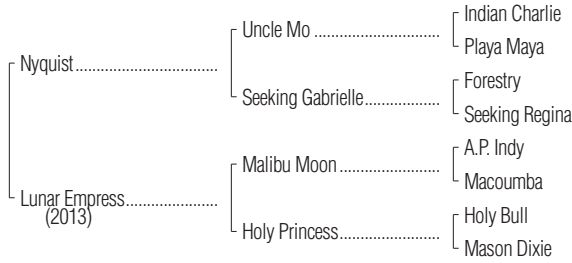 Indian Charlie
Uncle Mo
Playa Maya
Nyquist
Forestry
Seeking Gabrielle
Seeking Regina
A.P. Indy
Malibu Moon
Macoumba
Lunar Empress
(2013)
Holy Bull
Holy Princess
Mason Dixie